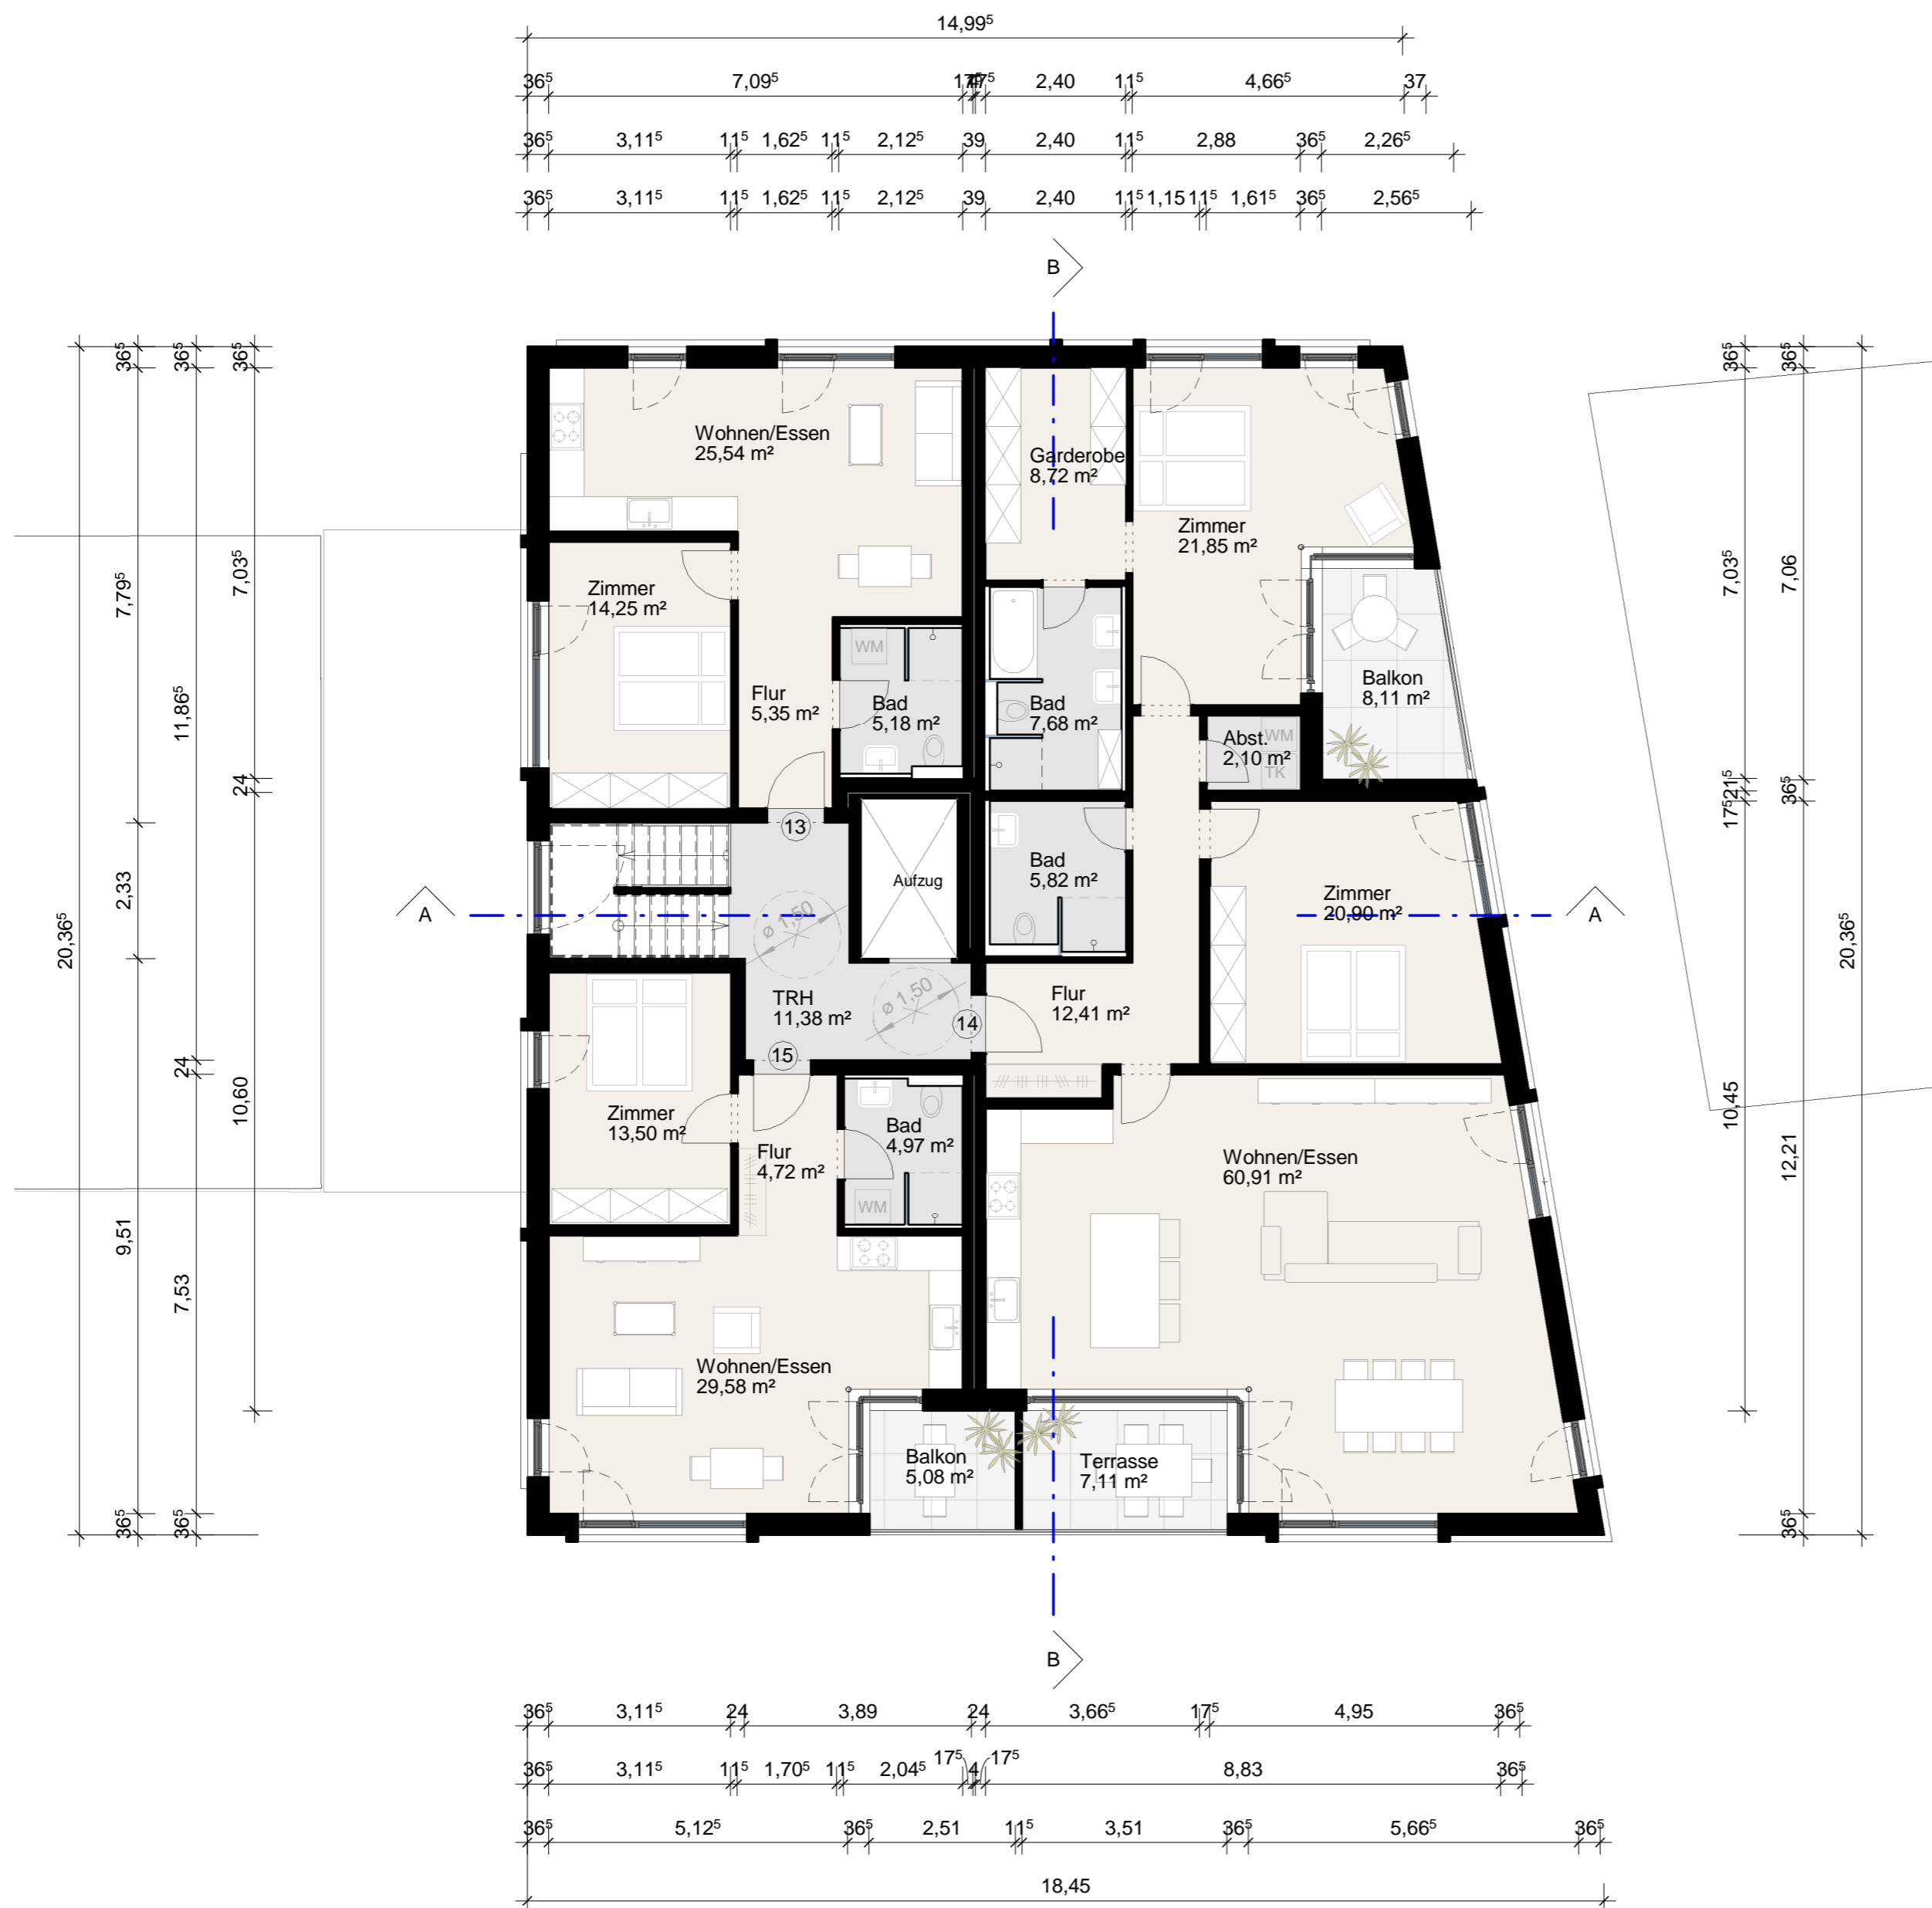 14,99⁵
36⁵ 7,09⁵ 17⁵ 4 17⁵ 2,40 11⁵ 4,66⁵ 37
36⁵ 3,11⁵ 11⁵ 1,62⁵ 11⁵ 2,12⁵ 39 2,40 11⁵ 2,88 36⁵ 2,26⁵
36⁵ 3,11⁵ 11⁵ 1,62⁵ 11⁵ 2,12⁵ 39 2,40 11⁵ 1,15 11⁵ 1,61⁵ 36⁵ 2,56⁵
B
20,36⁵
36⁵ 7,79⁵ 2,33 9,51 36⁵
36⁵ 11,86⁵ 24 7,53 36⁵
36⁵ 7,03⁵ 24 10,60
Wohnen/Essen
25,54 m²
Garderobe
8,72 m²
Zimmer
21,85 m²
Zimmer
14,25 m²
Flur
5,35 m²
WM
Bad
5,18 m²
Bad
7,68 m²
Balkon
8,11 m²
Abst.
2,10 m²
WM
TK
13
Aufzug
Bad
5,82 m²
Zimmer
20,90 m²
A
A
ø 1,50
ø 1,50
TRH
11,38 m²
14
15
Flur
12,41 m²
Zimmer
13,50 m²
Flur
4,72 m²
Bad
4,97 m²
WM
Wohnen/Essen
60,91 m²
Wohnen/Essen
29,58 m²
Balkon
5,08 m²
Terrasse
7,11 m²
36⁵ 7,03⁵ 21⁵ 17⁵ 10,45
36⁵ 7,06 36⁵ 12,21 36⁵
20,36⁵
B
36⁵ 3,11⁵ 24 3,89 24 3,66⁵ 17⁵ 4,95 36⁵
36⁵ 3,11⁵ 11⁵ 1,70⁵ 11⁵ 2,04⁵ 17⁵ 4 17⁵ 8,83 36⁵
36⁵ 5,12⁵ 36⁵ 2,51 11⁵ 3,51 36⁵ 5,66⁵ 36⁵
18,45